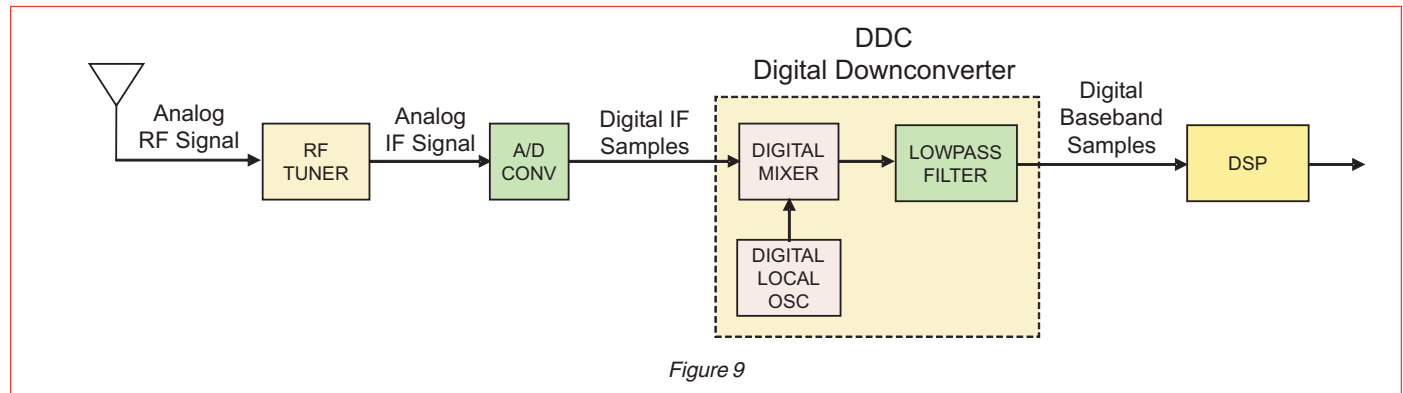 DDC
Digital Downconverter
Analog
RF Signal
RF
TUNER
Analog
IF Signal
A/D
CONV
Digital IF
Samples
DIGITAL
MIXER
DIGITAL
LOCAL
OSC
LOWPASS
FILTER
Digital
Baseband
Samples
DSP
Figure 9